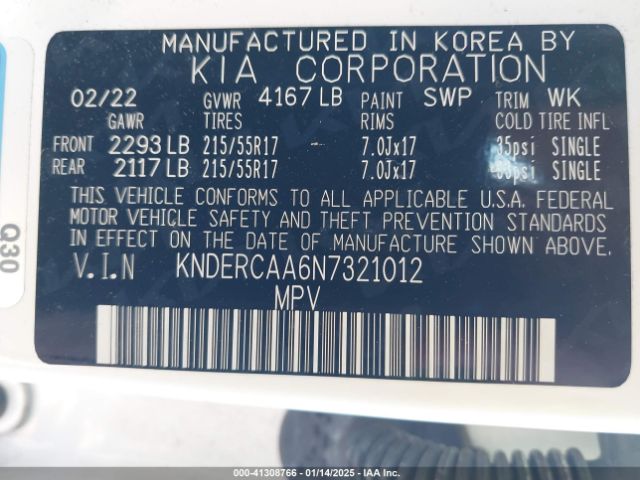 MANUFACTURED IN KOREA BY
KIA CORPORATION
02/22 GVWR 4167 LB PAINT SWP TRIM WK
GAWR TIRES RIMS COLD TIRE INFL
FRONT 2293 LB 215/55R17 7.0Jx17 35psi SINGLE
REAR 2117 LB 215/55R17 7.0Jx17 33psi SINGLE
THIS VEHICLE CONFORMS TO ALL APPLICABLE U.S.A. FEDERAL
MOTOR VEHICLE SAFETY AND THEFT PREVENTION STANDARDS
IN EFFECT ON THE DATE OF MANUFACTURE SHOWN ABOVE.
V.I.N KNDERCAA6N7321012
MPV
Q30
000-41308766 - 01/14/2025 - IAA Inc.